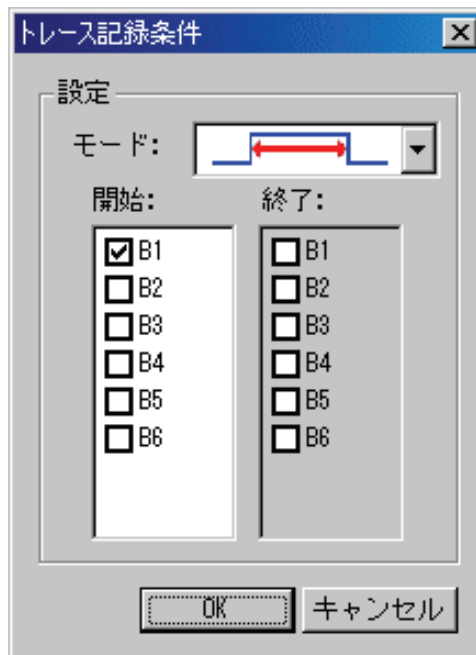 トレース記録条件
設定
モード:
開始: 終了:
B1 B1
B2 B2
B3 B3
B4 B4
B5 B5
B6 B6
OK キャンセル